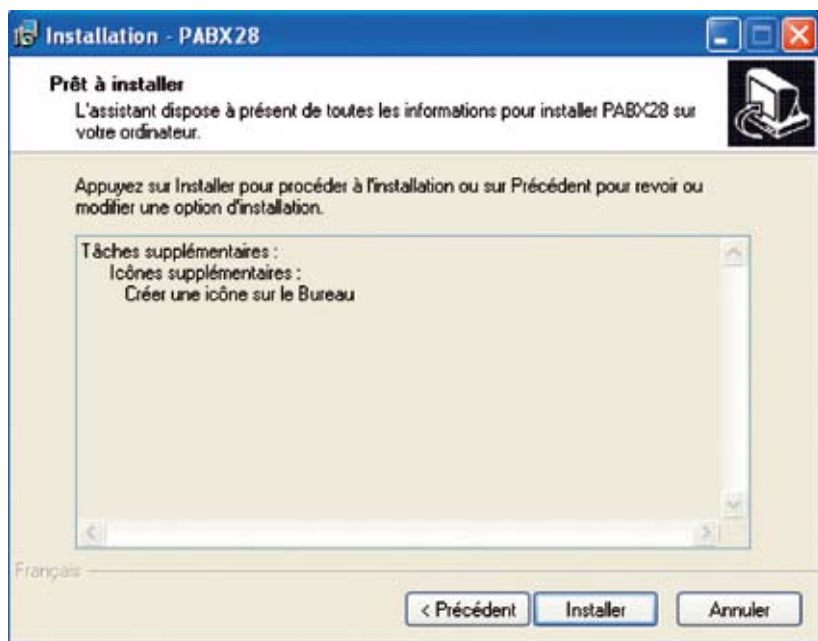 Installation - PABX28
Prêt à installer
L'assistant dispose à présent de toutes les informations pour installer PABX28 sur
votre ordinateur.
Appuyez sur Installer pour procéder à l'installation ou sur Précédent pour revoir ou
modifier une option d'installation.
Tâches supplémentaires :
Icônes supplémentaires :
Créer une icône sur le Bureau
Français
< Précédent
Installer
Annuler